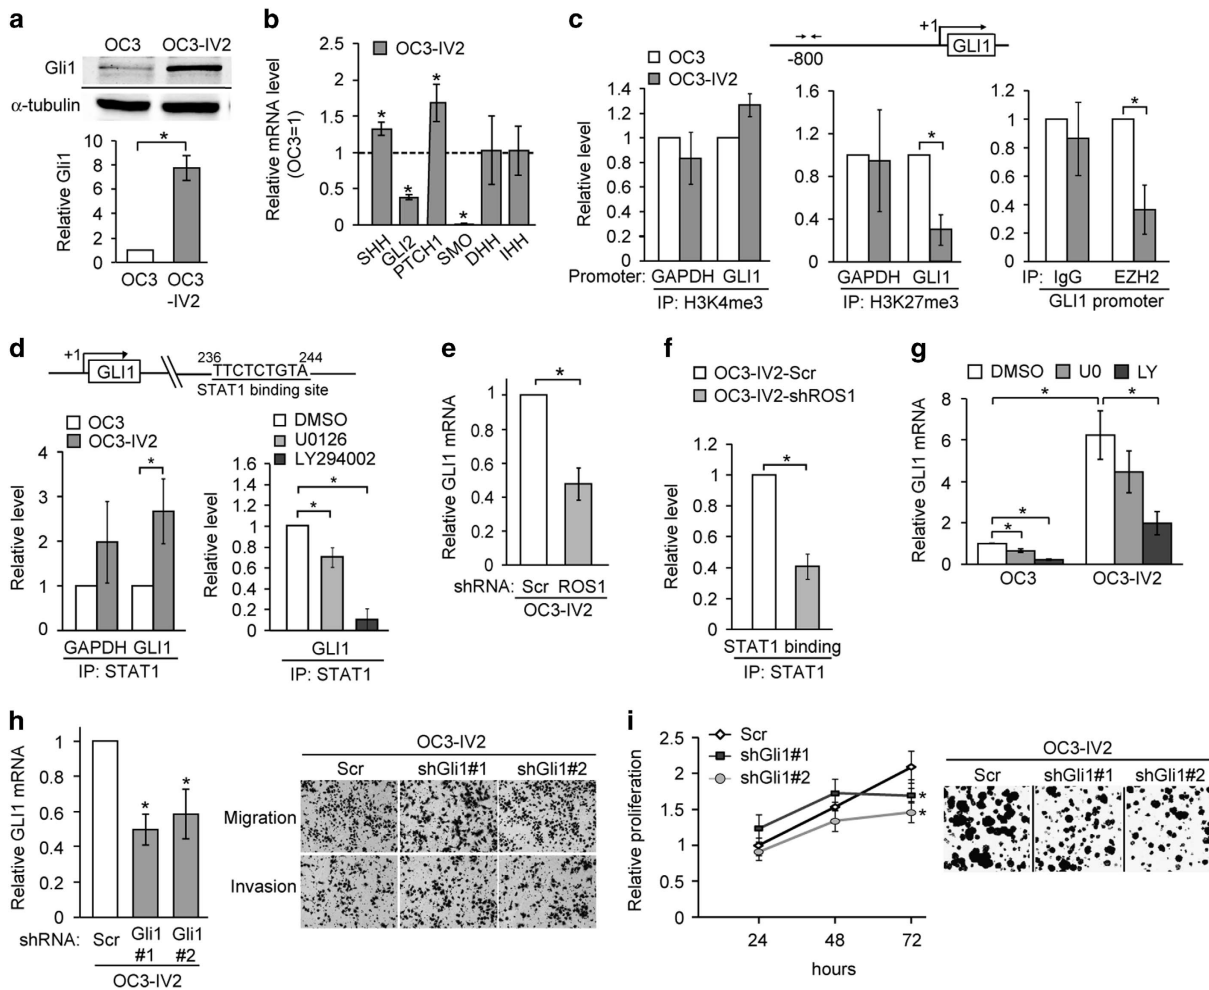 a
OC3 OC3-IV2
Gli1
α-tubulin
Relative Gli1
10
8
6
4
2
0
*
OC3
OC3
-IV2
b
Relative mRNA level
(OC3=1)
OC3-IV2
2.5
2
1.5
1
0.5
0
* * * *
SHH
GLI2
PTCH1
SMO
DHH
IHH
c
+1
GLI1
-800
OC3
OC3-IV2
Relative level
1.4
1.2
1
0.8
0.6
0.4
0.2
0
Promoter: GAPDH GLI1
IP: H3K4me3
1.6
1.2
0.8
0.4
0
*
GAPDH GLI1
IP: H3K27me3
1.2
1
0.8
0.6
0.4
0.2
0
*
IP: IgG EZH2
GLI1 promoter
d
+1
GLI1
236 244
TTCTCTGTA
STAT1 binding site
OC3
OC3-IV2
Relative level
4
3
2
1
0
*
GAPDH GLI1
IP: STAT1
DMSO
U0126
LY294002
Relative level
1.6
1.4
1.2
1
0.8
0.6
0.4
0.2
0
*
*
GLI1
IP: STAT1
e
Relative GLI1 mRNA
1
0.8
0.6
0.4
0.2
0
*
shRNA: Scr ROS1
OC3-IV2
f
OC3-IV2-Scr
OC3-IV2-shROS1
Relative level
1.2
1
0.8
0.6
0.4
0.2
0
*
STAT1 binding
IP: STAT1
g
DMSO U0 LY
Relative GLI1 mRNA
8
6
4
2
0
* *
*
*
OC3 OC3-IV2
h
Relative GLI1 mRNA
1
0.8
0.6
0.4
0.2
0
* *
shRNA: Scr Gli1 Gli1
#1 #2
OC3-IV2
OC3-IV2
Scr shGli1#1 shGli1#2
Migration
Invasion
i
Scr
shGli1#1
shGli1#2
Relative proliferation
2.5
2
1.5
1
0.5
0
*
*
24 48 72
hours
OC3-IV2
Scr shGli1#1 shGli1#2